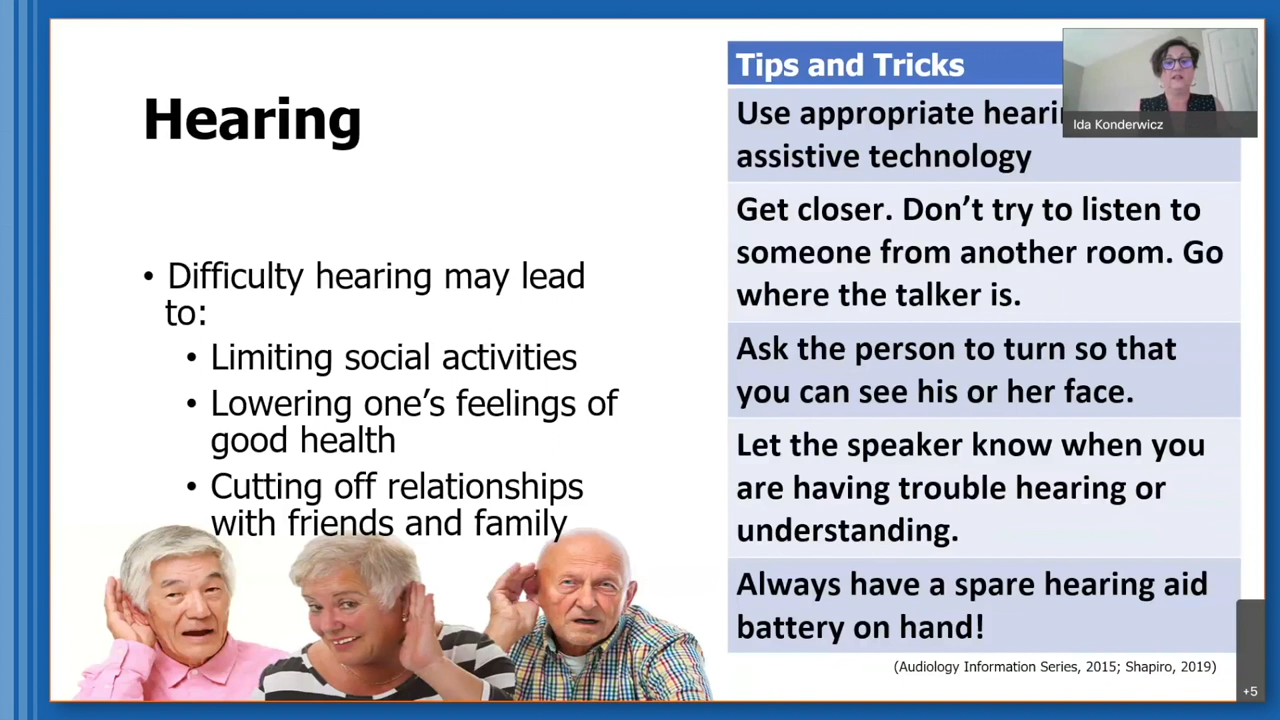 Hearing
• Difficulty hearing may lead
to:
• Limiting social activities
• Lowering one’s feelings of
good health
• Cutting off relationships
with friends and family
Tips and Tricks
Use appropriate
assistive technology
Get closer. Don’t try to listen to
someone from another room. Go
where the talker is.
Ask the person to turn so that
you can see his or her face.
Let the speaker know when you
are having trouble hearing or
understanding.
Always have a spare hearing aid
battery on hand!
(Audiology Information Series, 2015; Shapiro, 2019)
Ida Konderwicz
+5